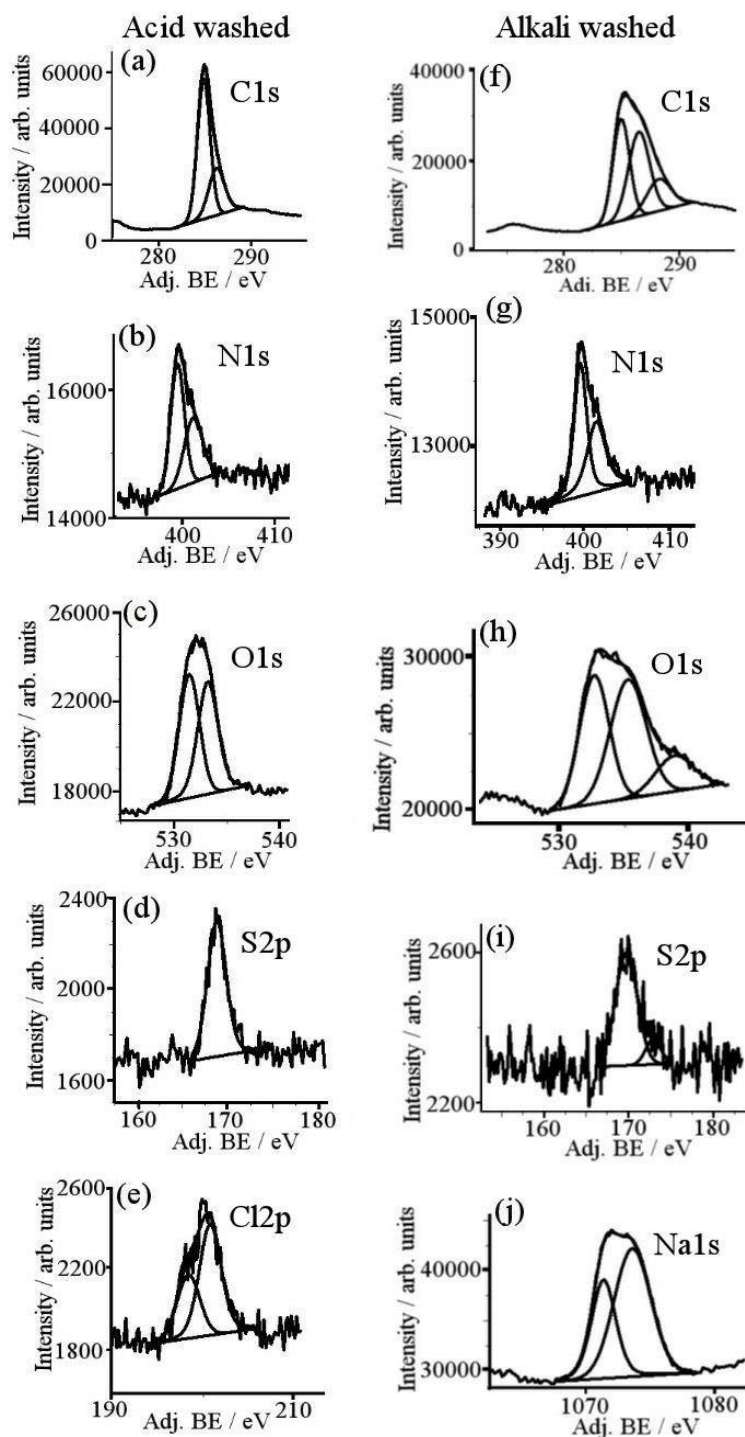 Acid washed
Alkali washed
(a)
C1s
Intensity / arb. units
60000
40000
20000
0
280
290
Adj. BE / eV
(f)
C1s
Intensity / arb. units
40000
20000
0
280
290
Adj. BE / eV
(b)
N1s
Intensity / arb. units
16000
14000
400
410
Adj. BE / eV
(g)
N1s
Intensity / arb. units
15000
13000
390
400
410
Adj. BE / eV
(c)
O1s
Intensity / arb. units
26000
22000
18000
530
540
Adj. BE / eV
(h)
O1s
Intensity / arb. units
30000
20000
530
540
Adj. BE / eV
(d)
S2p
Intensity / arb. units
2400
2000
1600
160
170
180
Adj. BE / eV
(i)
S2p
Intensity / arb. units
2600
2200
160
170
180
Adj. BE / eV
(e)
Cl2p
Intensity / arb. units
2600
2200
1800
190
210
Adj. BE / eV
(j)
Na1s
Intensity / arb. units
40000
30000
1070
1080
Adj. BE / eV